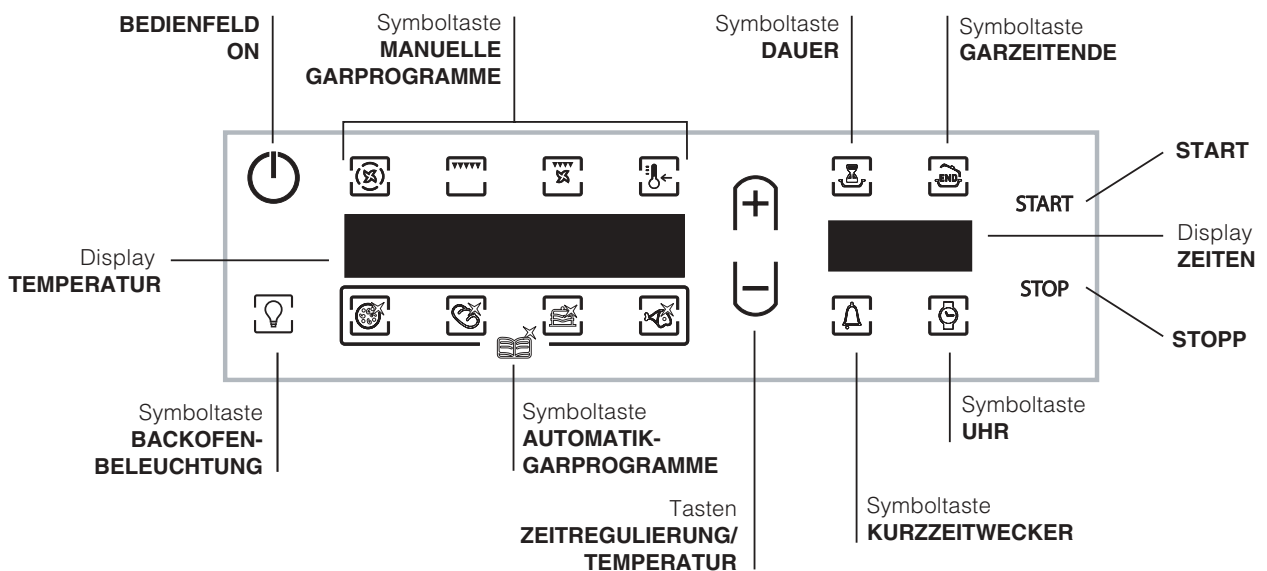 BEDIENFELD
ON
Symboltaste
MANUELLE
GARPROGRAMME
Symboltaste
DAUER
Symboltaste
GARZEITENDE
START
END
START
Display
TEMPERATUR
Display
ZEITEN
STOP
STOPP
Symboltaste
BACKOFEN-
BELEUCHTUNG
Symboltaste
AUTOMATIK-
GARPROGRAMME
Tasten
ZEITREGULIERUNG/
TEMPERATUR
Symboltaste
KURZZEITWECKER
Symboltaste
UHR